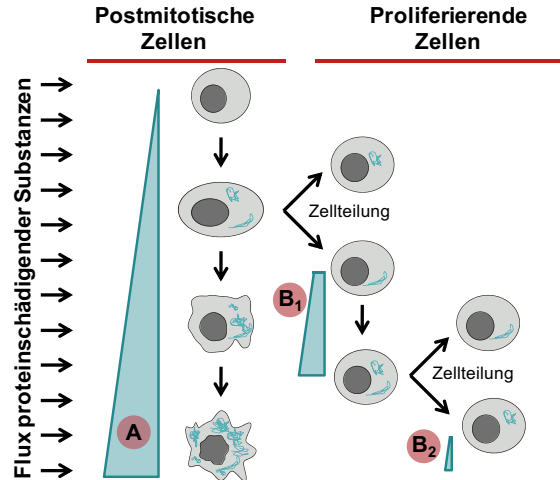 Postmitotische
Zellen
Proliferierende
Zellen
Flux proteinschädigender Substanzen
Zellteilung
B₁
A
Zellteilung
B₂